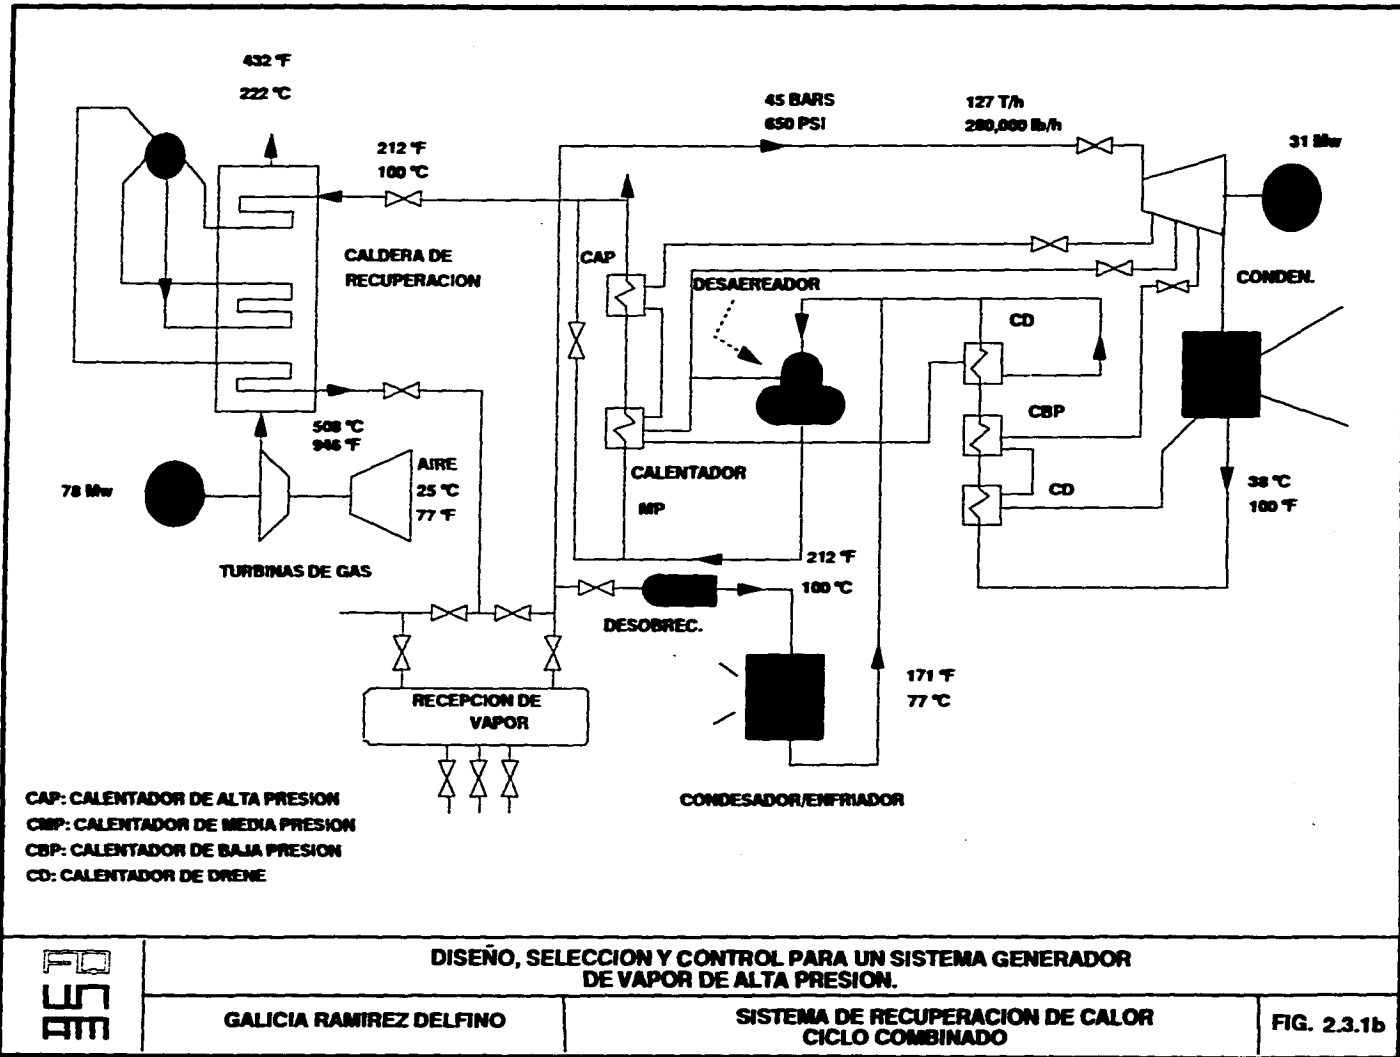 432 °F
222 °C
212 °F
100 °C
45 BARS
650 PSI
127 T/h
280,000 lb/h
31 Mw
CALDERA DE
RECUPERACION
CAP
DESAEREADOR
CONDEN.
CD
CBP
CD
508 °C
946 °F
AIRE
25 °C
77 °F
78 Mw
TURBINAS DE GAS
CALENTADOR
MP
38 °C
100 °F
212 °F
100 °C
DESOBREC.
171 °F
77 °C
RECEPCION DE
VAPOR
CONDESADOR/ENFRIADOR
CAP: CALENTADOR DE ALTA PRESION
CMP: CALENTADOR DE MEDIA PRESION
CBP: CALENTADOR DE BAJA PRESION
CD: CALENTADOR DE DRENE
FQ
UN
AM
DISEÑO, SELECCION Y CONTROL PARA UN SISTEMA GENERADOR
DE VAPOR DE ALTA PRESION.
GALICIA RAMIREZ DELFINO
SISTEMA DE RECUPERACION DE CALOR
CICLO COMBINADO
FIG. 2.3.1b